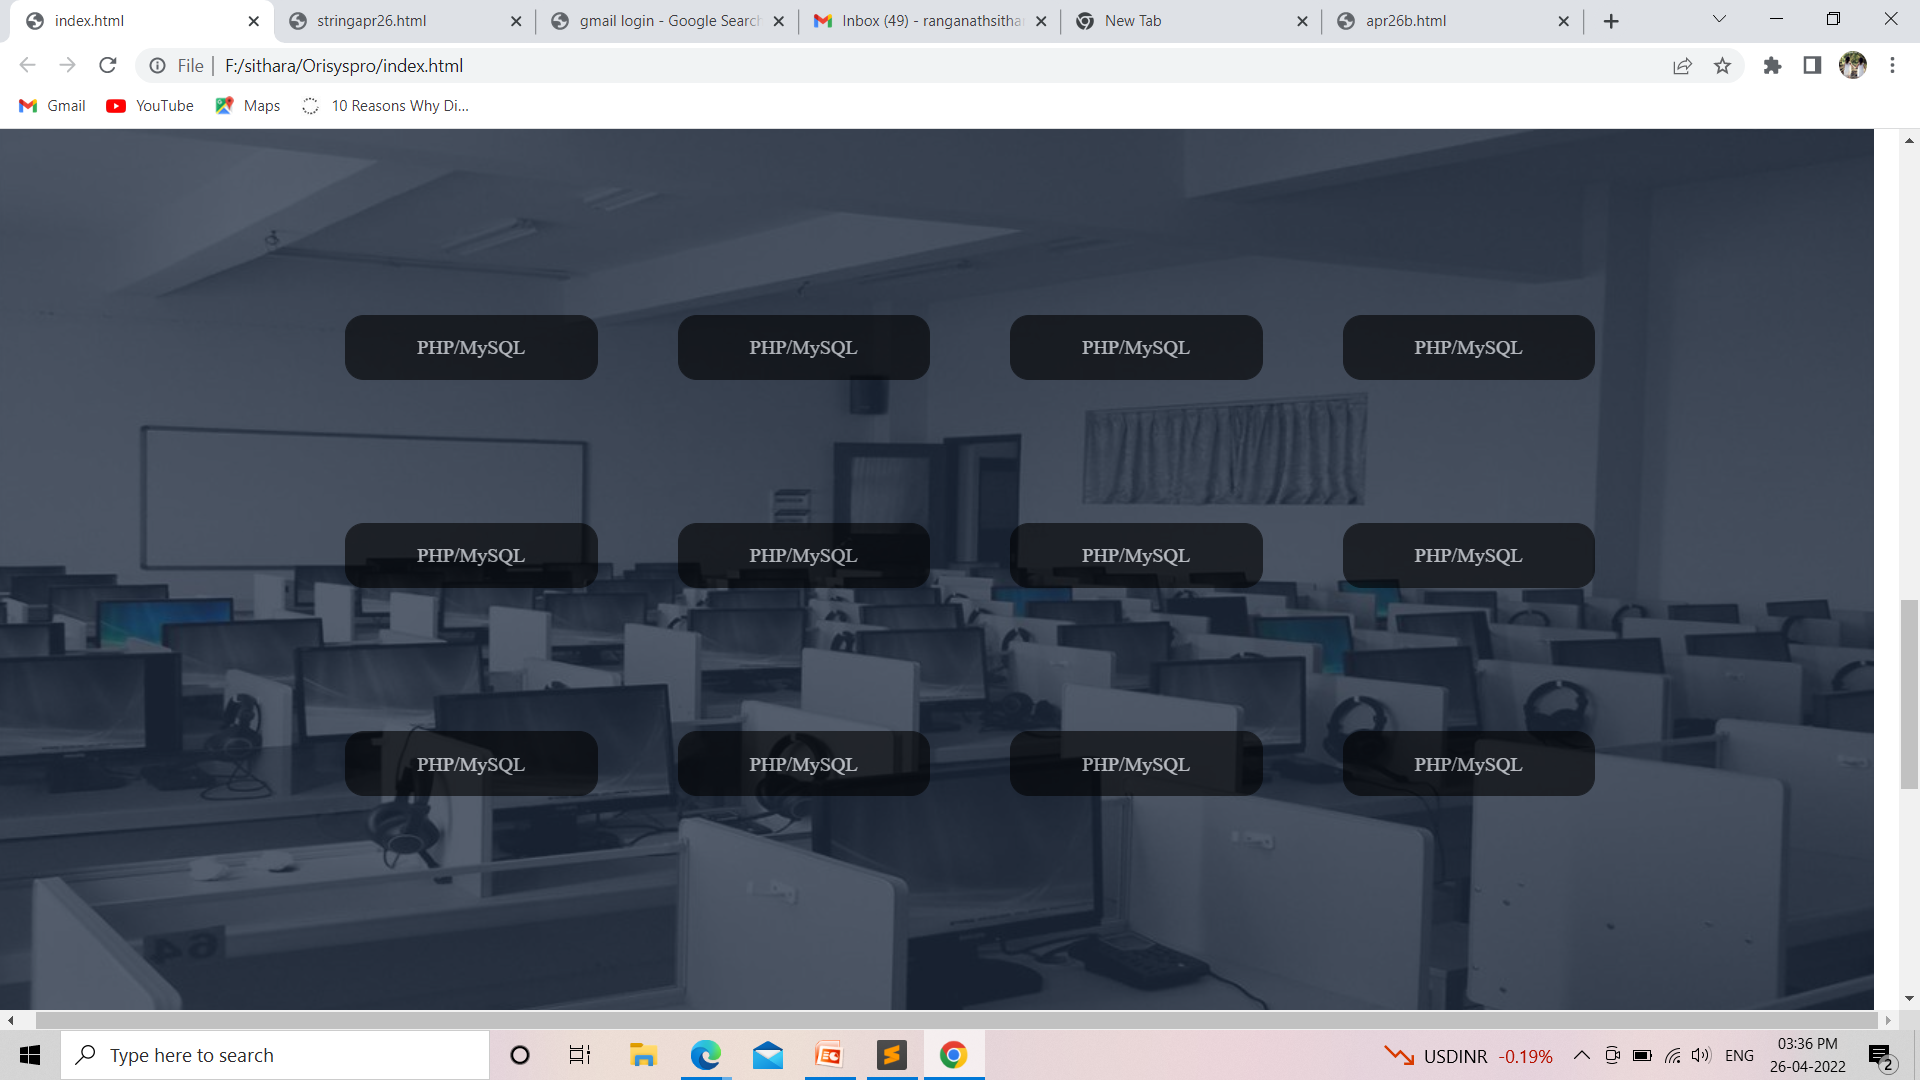 index.html
stringapr26.html
gmail login - Google Search
Inbox (49) - ranganathsithar
New Tab
apr26b.html
File | F:/sithara/Orisyspro/index.html
Gmail YouTube Maps 10 Reasons Why Di...
PHP/MySQL PHP/MySQL PHP/MySQL PHP/MySQL
PHP/MySQL PHP/MySQL PHP/MySQL PHP/MySQL
PHP/MySQL PHP/MySQL PHP/MySQL PHP/MySQL
64
Type here to search
USDINR -0.19%
ENG
03:36 PM
26-04-2022
2